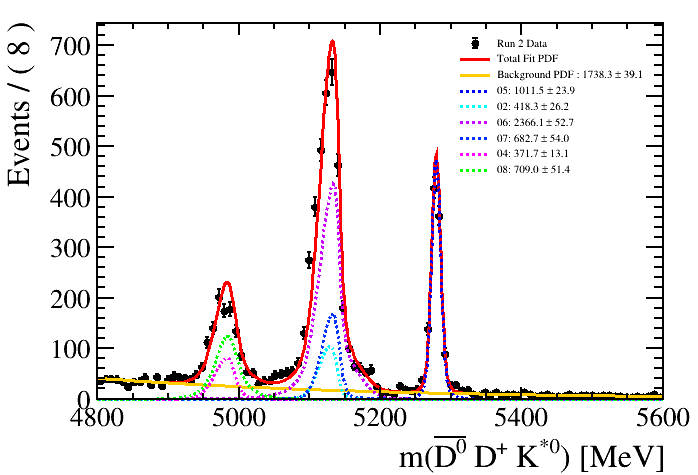 Events / ( 8 )
700
600
500
400
300
200
100
0
4800
5000
5200
5400
5600
m(D⁰ D⁺ K*⁰) [MeV]
Run 2 Data
Total Fit PDF
Background PDF : 1738.3 ± 39.1
05: 1011.5 ± 23.9
02: 418.3 ± 26.2
06: 2366.1 ± 52.7
07: 682.7 ± 54.0
04: 371.7 ± 13.1
08: 709.0 ± 51.4